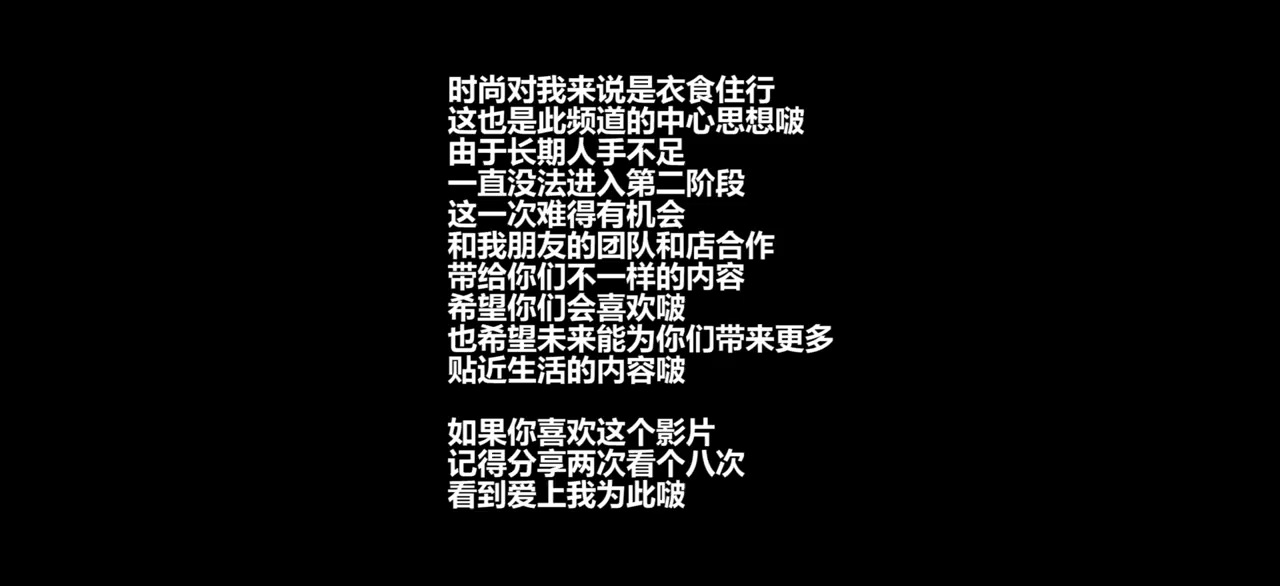 时尚对我来说是衣食住行
这也是此频道的中心思想啵
由于长期人手不足
一直没法进入第二阶段
这一次难得有机会
和我朋友的团队和店合作
带给你们不一样的内容
希望你们会喜欢啵
也希望未来能为你们带来更多
贴近生活的内容啵
如果你喜欢这个影片
记得分享两次看个八次
看到爱上我为此啵